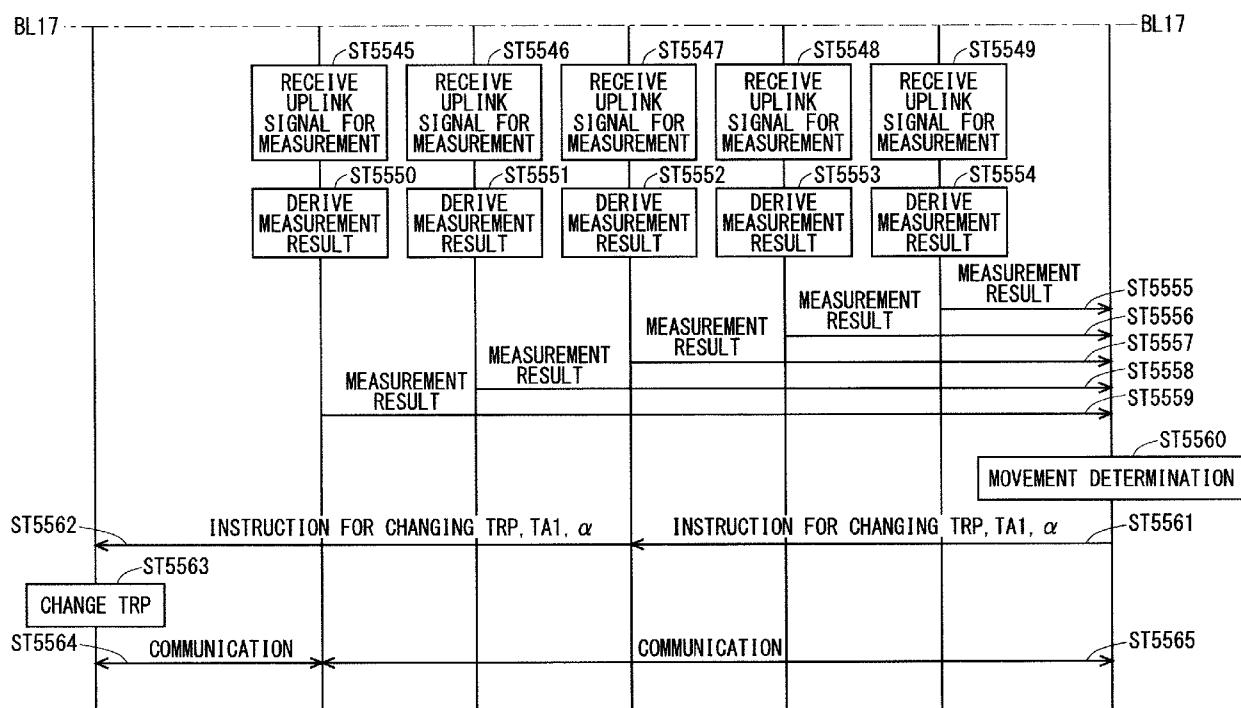 BL17
BL17
ST5545
ST5546
ST5547
ST5548
ST5549
RECEIVE
UPLINK
SIGNAL FOR
MEASUREMENT
RECEIVE
UPLINK
SIGNAL FOR
MEASUREMENT
RECEIVE
UPLINK
SIGNAL FOR
MEASUREMENT
RECEIVE
UPLINK
SIGNAL FOR
MEASUREMENT
RECEIVE
UPLINK
SIGNAL FOR
MEASUREMENT
ST5550
ST5551
ST5552
ST5553
ST5554
DERIVE
MEASUREMENT
RESULT
DERIVE
MEASUREMENT
RESULT
DERIVE
MEASUREMENT
RESULT
DERIVE
MEASUREMENT
RESULT
DERIVE
MEASUREMENT
RESULT
MEASUREMENT
RESULT
ST5555
MEASUREMENT
RESULT
ST5556
MEASUREMENT
RESULT
ST5557
MEASUREMENT
RESULT
ST5558
MEASUREMENT
RESULT
ST5559
ST5560
MOVEMENT DETERMINATION
ST5562
INSTRUCTION FOR CHANGING TRP, TA1, α
INSTRUCTION FOR CHANGING TRP, TA1, α
ST5561
ST5563
CHANGE TRP
ST5564
COMMUNICATION
COMMUNICATION
ST5565